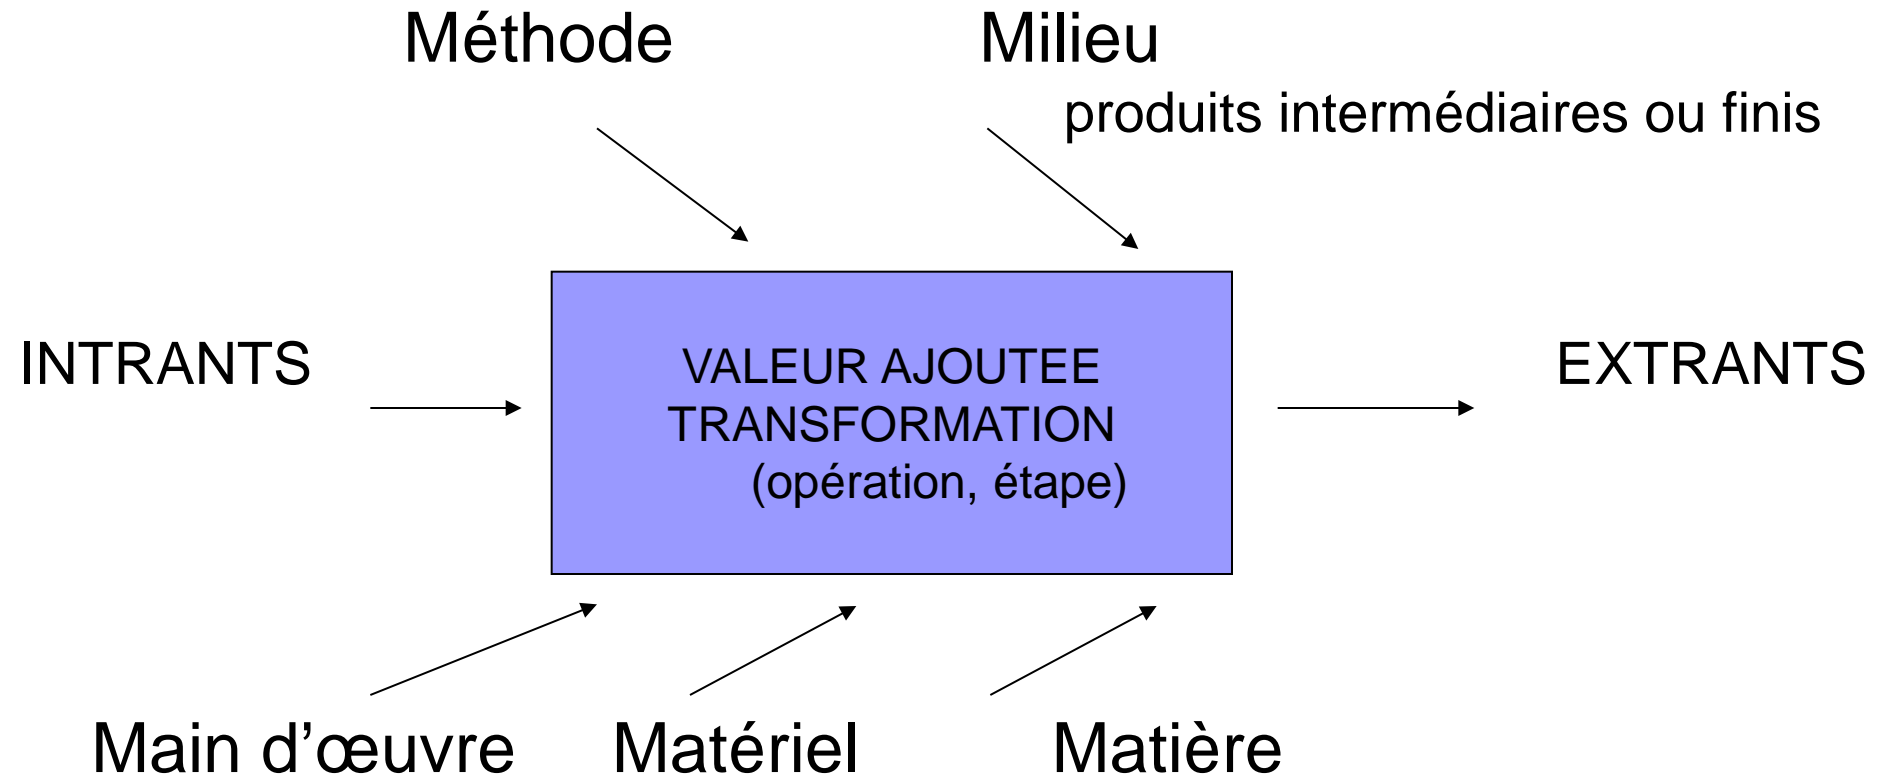 Méthode
Milieu
produits intermédiaires ou finis
INTRANTS
VALEUR AJOUTEE
TRANSFORMATION
(opération, étape)
EXTRANTS
Main d’œuvre
Matériel
Matière